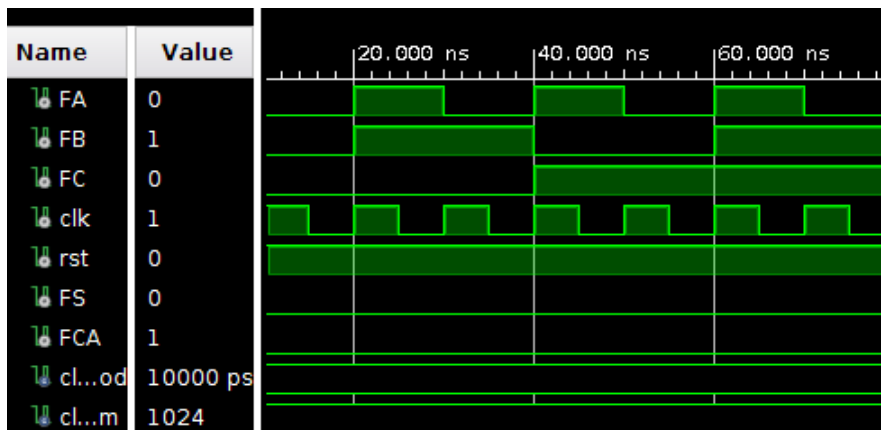 Name Value 20.000 ns 40.000 ns 60.000 ns
FA 0
FB 1
FC 0
clk 1
rst 0
FS 0
FCA 1
cl...od 10000 ps
cl...m 1024